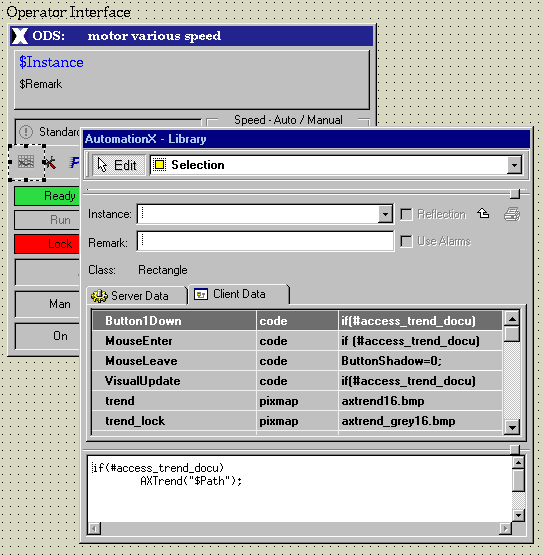 Operator Interface
ODS: motor various speed
$Instance
$Remark
Standar
Speed - Auto / Manual
Ready
Run
Lock
Man
On
AutomationX - Library
Edit
Selection
Instance:
Reflection
Remark:
Use Alarms
Class: Rectangle
Server Data
Client Data
Button1Down code if(#access_trend_docu)
MouseEnter code if (#access_trend_docu)
MouseLeave code ButtonShadow=0;
VisualUpdate code if(#access_trend_docu)
trend pixmap axtrend16.bmp
trend_lock pixmap axtrend_grey16.bmp
if(#access_trend_docu)
AXTrend("$Path");